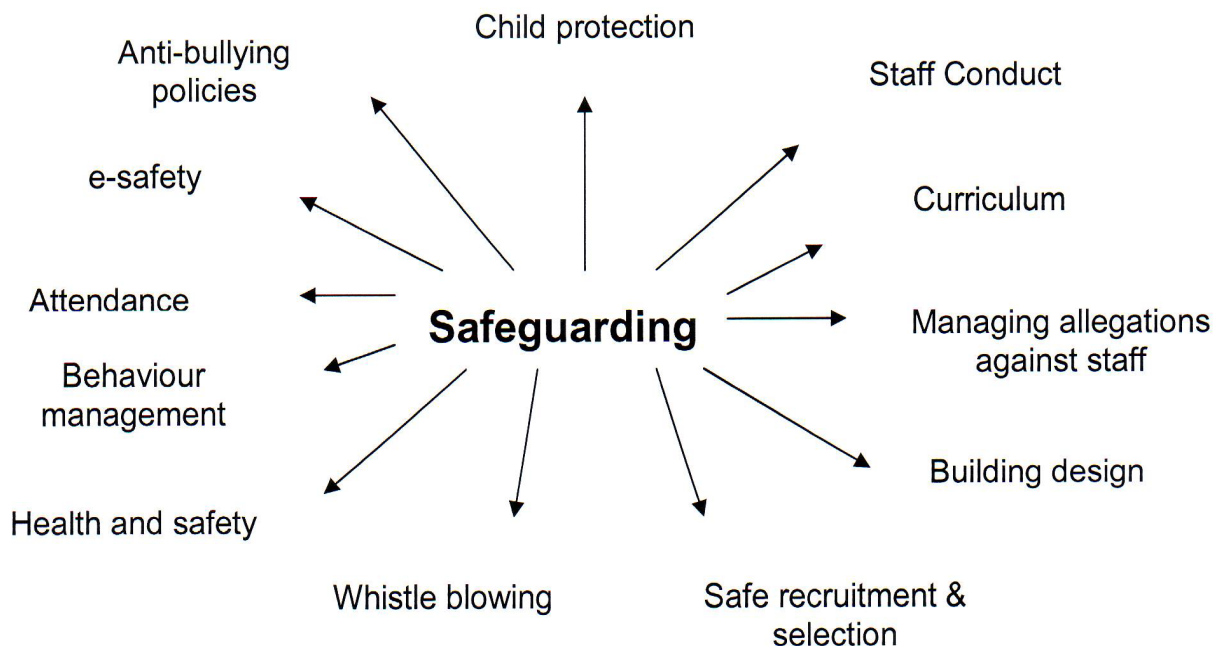 Child protection
Anti-bullying
policies
Staff Conduct
e-safety
Curriculum
Attendance
Safeguarding
Managing allegations
against staff
Behaviour
management
Building design
Health and safety
Whistle blowing
Safe recruitment &
selection